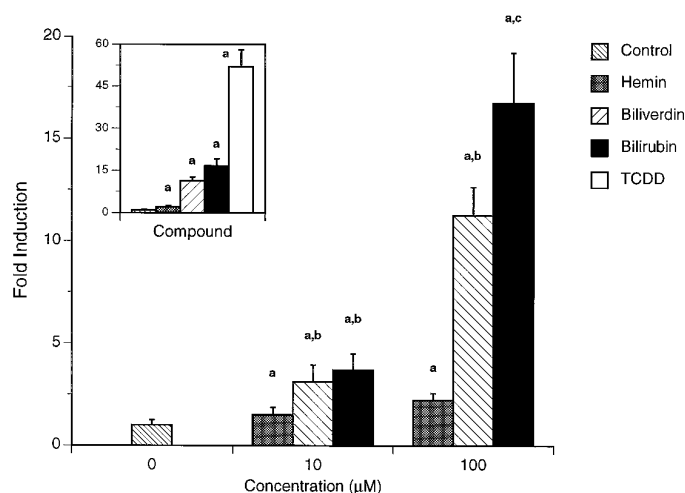 a,c
20
60
a
Control
45
Hemin
15
30
a,b
Biliverdin
a
a
15
a
Bilirubin
0
TCDD
Compound
10
Fold Induction
a,b
a,b
5
a
a
0
0
10
100
Concentration (μM)